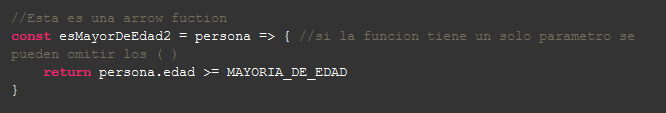 //Esta es una arrow fuction
const esMayorDeEdad2 = persona => { //si la funcion tiene un solo parametro se
pueden omitir los ( )
    return persona.edad >= MAYORIA_DE_EDAD
}